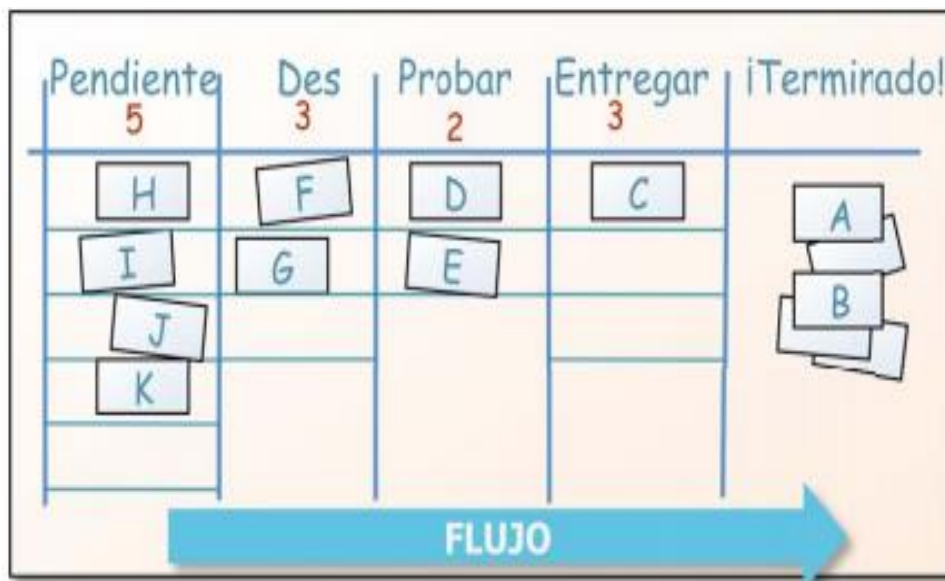 Pendiente Des Probar Entregar ¡Termirado!
5 3 2 3
H F D C A
I G E B
J
K
FLUJO